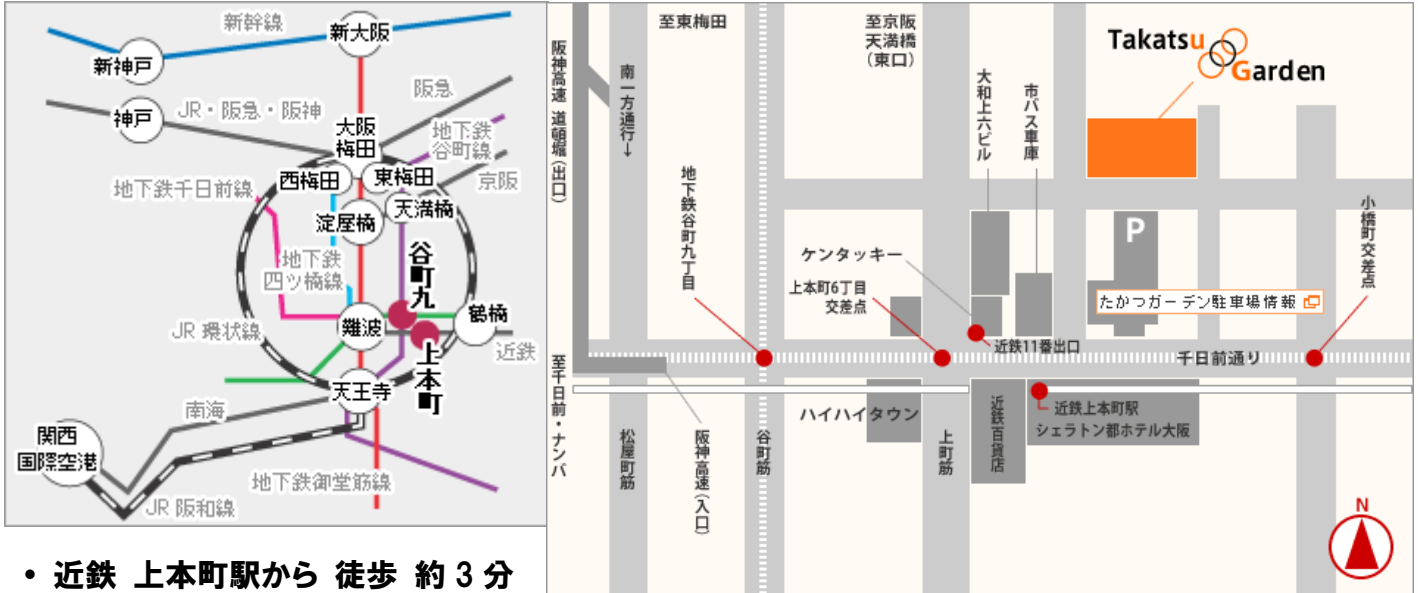 新幹線
新大阪
新神戸
阪急
JR・阪急・阪神
神戸
大阪
梅田
地下鉄
谷町線
京阪
地下鉄千日前線
西梅田
東梅田
天満橋
淀屋橋
谷町九
地下鉄
四ツ橋線
鶴橋
JR 環状線
難波
近鉄
上本町
天王寺
南海
関西
国際空港
地下鉄御堂筋線
JR 阪和線
• 近鉄 上本町駅から 徒歩 約 3 分
阪神高速 道頓堀(出口)
南一方通行→
至東梅田
至京阪
天満橋
(東口)
Takatsu
Garden
大和上六ビル
市バス車庫
地下鉄谷町九丁目
小橋町交差点
P
ケンタッキー
上本町6丁目
交差点
たかつガーデン駐車場情報
近鉄11番出口
千日前通り
至千日前・ナンバ
ハイハイタウン
近鉄百貨店
近鉄上本町駅
シェラトン都ホテル大阪
松屋町筋
阪神高速(入口)
谷町筋
上町筋
N